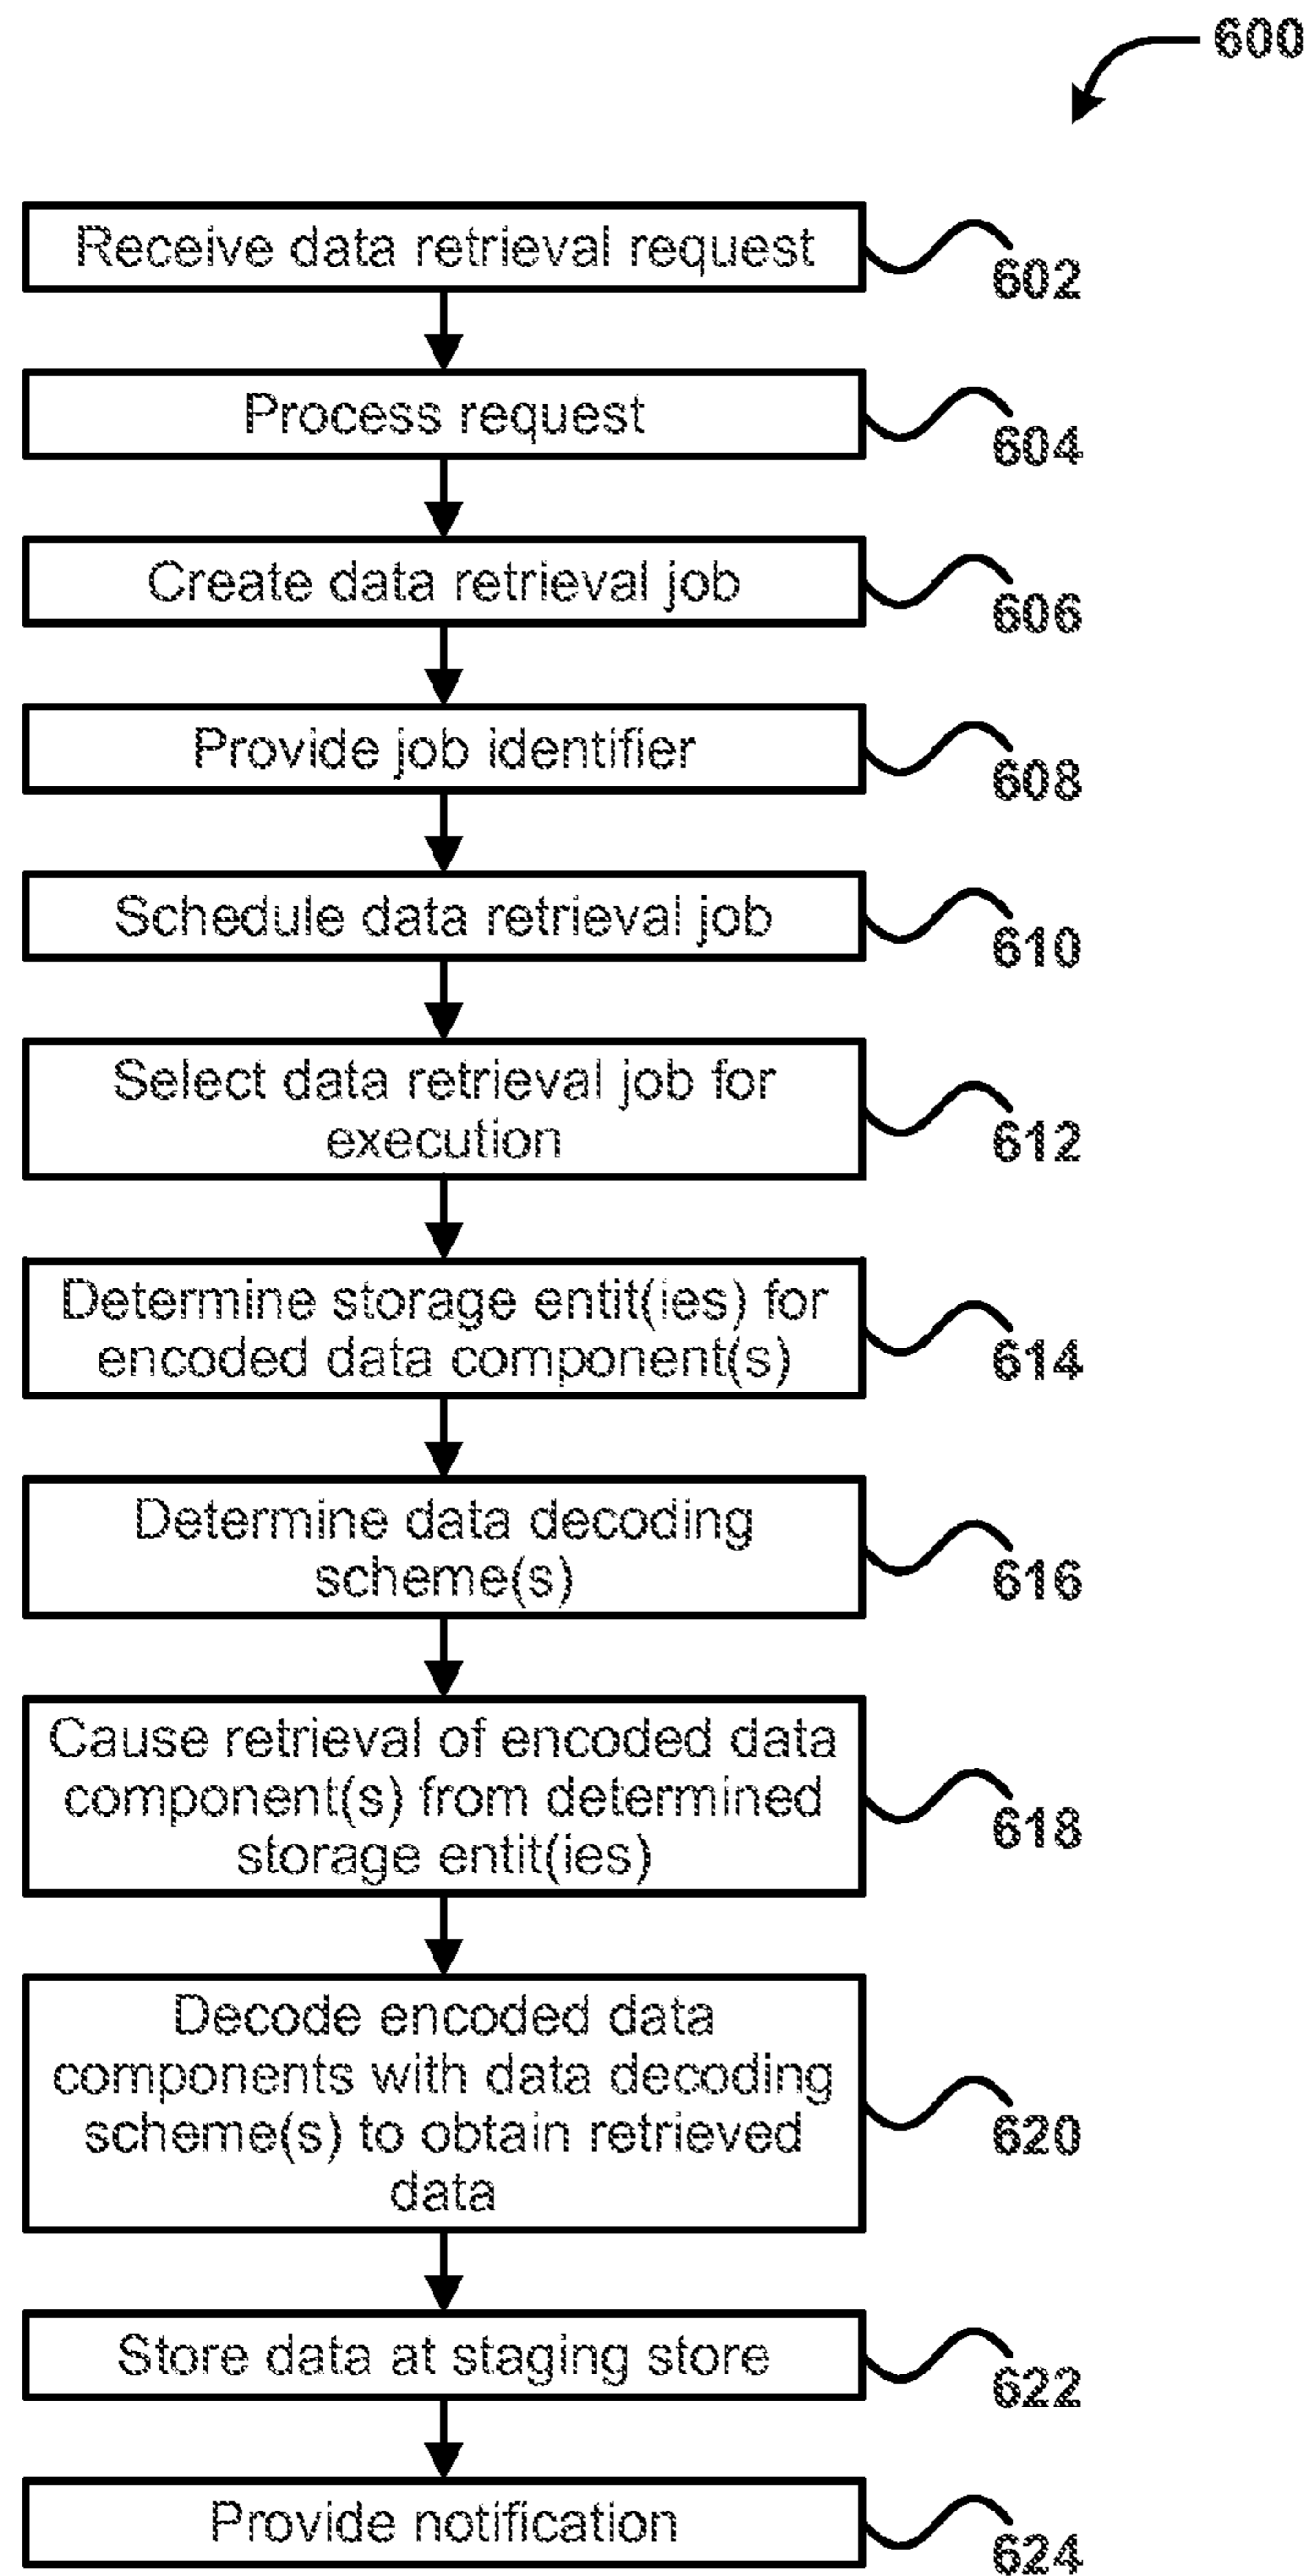 600
Receive data retrieval request
602
Process request
604
Create data retrieval job
606
Provide job identifier
608
Schedule data retrieval job
610
Select data retrieval job for
execution
612
Determine storage entit(ies) for
encoded data component(s)
614
Determine data decoding
scheme(s)
616
Cause retrieval of encoded data
component(s) from determined
storage entit(ies)
618
Decode encoded data
components with data decoding
scheme(s) to obtain retrieved
data
620
Store data at staging store
622
Provide notification
624